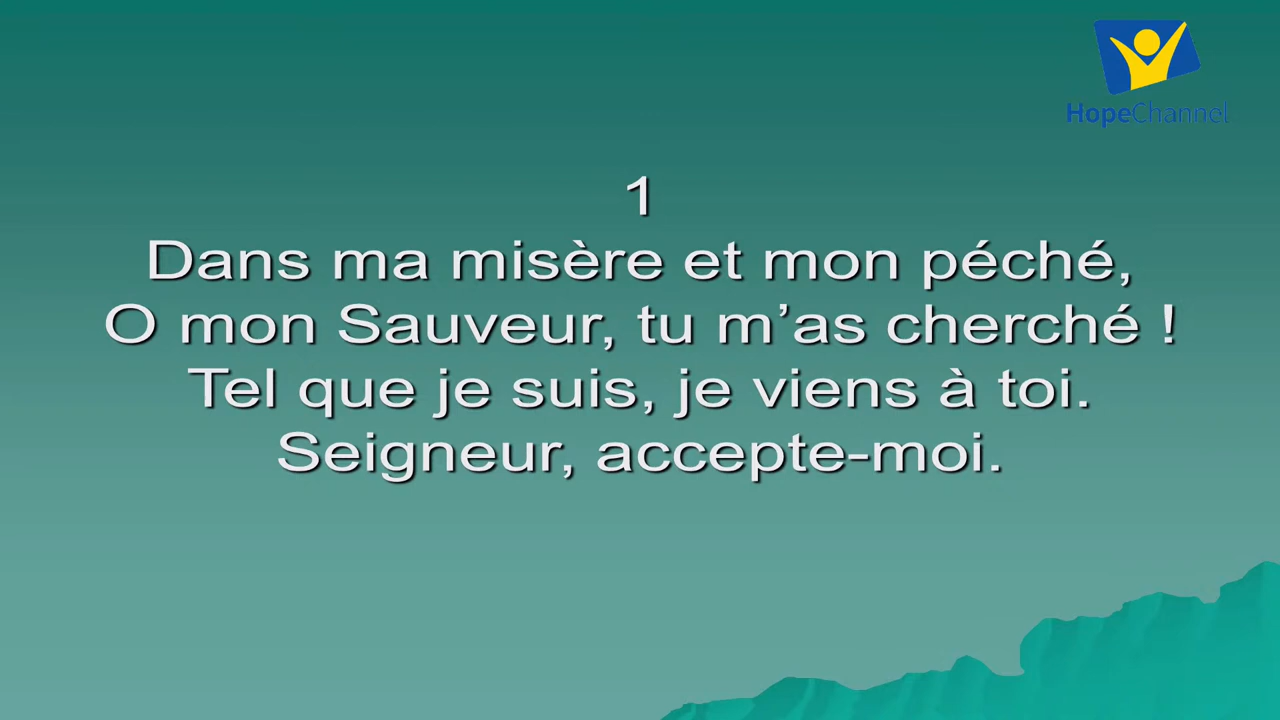 HopeChannel
1
Dans ma misère et mon péché,
O mon Sauveur, tu m’as cherché !
Tel que je suis, je viens à toi.
Seigneur, accepte-moi.